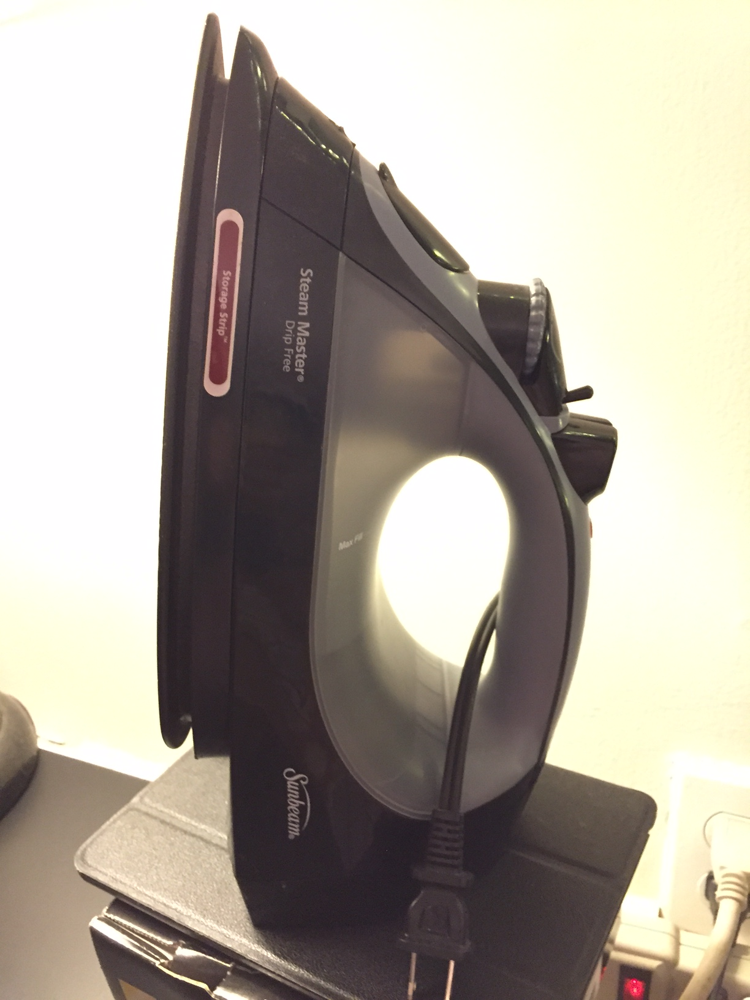 Storage Strip™
Steam Master®
Drip Free
Max Fill
Sunbeam®